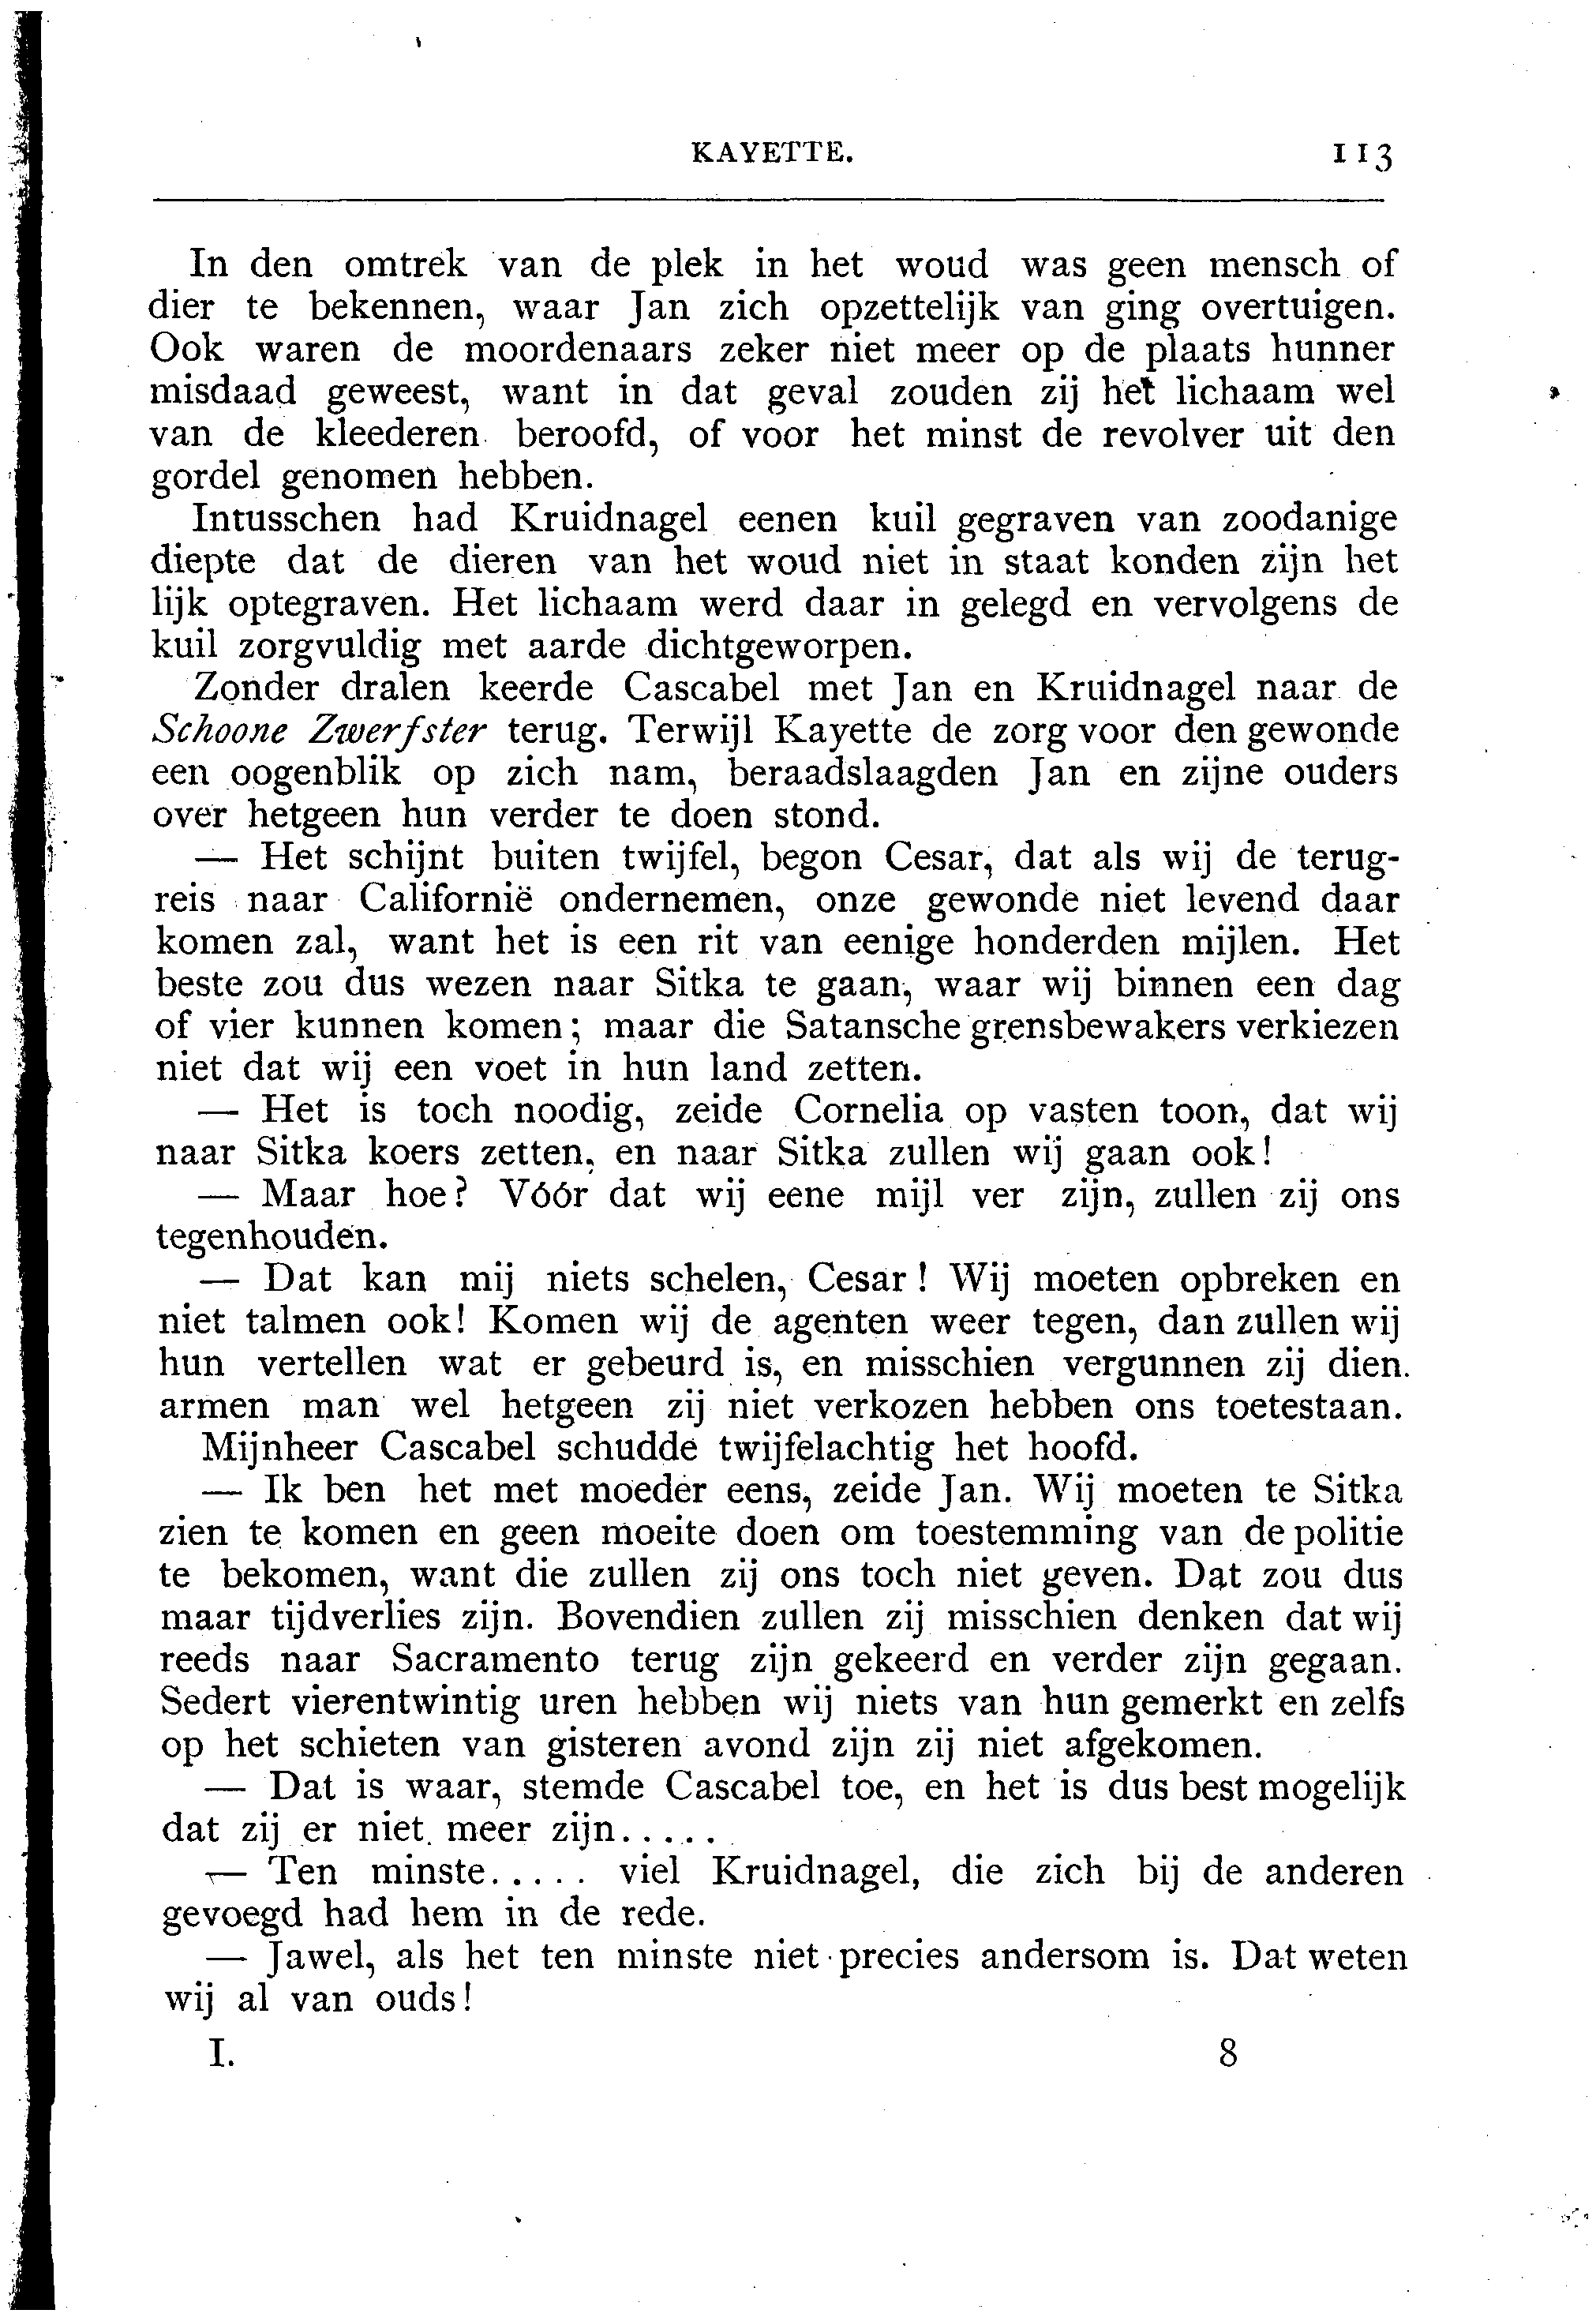 KAYETTE. 113
In den omtrek van de plek in het woud was geen mensch of
dier te bekennen, waar Jan zich opzettelijk van ging overtuigen.
Ook waren de moordenaars zeker niet meer op de plaats hunner
misdaad geweest, want in dat geval zouden zij het lichaam wel
van de kleederen beroofd, of voor het minst de revolver uit den
gordel genomen hebben.
Intusschen had Kruidnagel eenen kuil gegraven van zoodanige
diepte dat de dieren van het woud niet in staat konden zijn het
lijk optegraven. Het lichaam werd daar in gelegd en vervolgens de
kuil zorgvuldig met aarde dichtgeworpen.
Zonder dralen keerde Cascabel met Jan en Kruidnagel naar de
Schoone Zwerfster terug. Terwijl Kayette de zorg voor den gewonde
een oogenblik op zich nam, beraadslaagden Jan en zijne ouders
over hetgeen hun verder te doen stond.
— Het schijnt buiten twijfel, begon Cesar, dat als wij de terug-
reis naar Californië ondernemen, onze gewonde niet levend daar
komen zal, want het is een rit van eenige honderden mijlen. Het
beste zou dus wezen naar Sitka te gaan, waar wij binnen een dag
of vier kunnen komen; maar die Satansche grensbewakers verkiezen
niet dat wij een voet in hun land zetten.
— Het is toch noodig, zeide Cornelia op vasten toon, dat wij
naar Sitka koers zetten, en naar Sitka zullen wij gaan ook!
— Maar hoe? Vóór dat wij eene mijl ver zijn, zullen zij ons
tegenhouden.
— Dat kan mij niets schelen, Cesar! Wij moeten opbreken en
niet talmen ook! Komen wij de agenten weer tegen, dan zullen wij
hun vertellen wat er gebeurd is, en misschien vergunnen zij dien
armen man wel hetgeen zij niet verkozen hebben ons toetestaan.
Mijnheer Cascabel schudde twijfelachtig het hoofd.
— Ik ben het met moeder eens, zeide Jan. Wij moeten te Sitka
zien te komen en geen moeite doen om toestemming van de politie
te bekomen, want die zullen zij ons toch niet geven. Dat zou dus
maar tijdverlies zijn. Bovendien zullen zij misschien denken dat wij
reeds naar Sacramento terug zijn gekeerd en verder zijn gegaan.
Sedert vierentwintig uren hebben wij niets van hun gemerkt en zelfs
op het schieten van gisteren avond zijn zij niet afgekomen.
— Dat is waar, stemde Cascabel toe, en het is dus best mogelijk
dat zij er niet meer zijn.....
— Ten minste..... viel Kruidnagel, die zich bij de anderen
gevoegd had hem in de rede.
— Jawel, als het ten minste niet precies andersom is. Dat weten
wij al van ouds!
I. 8